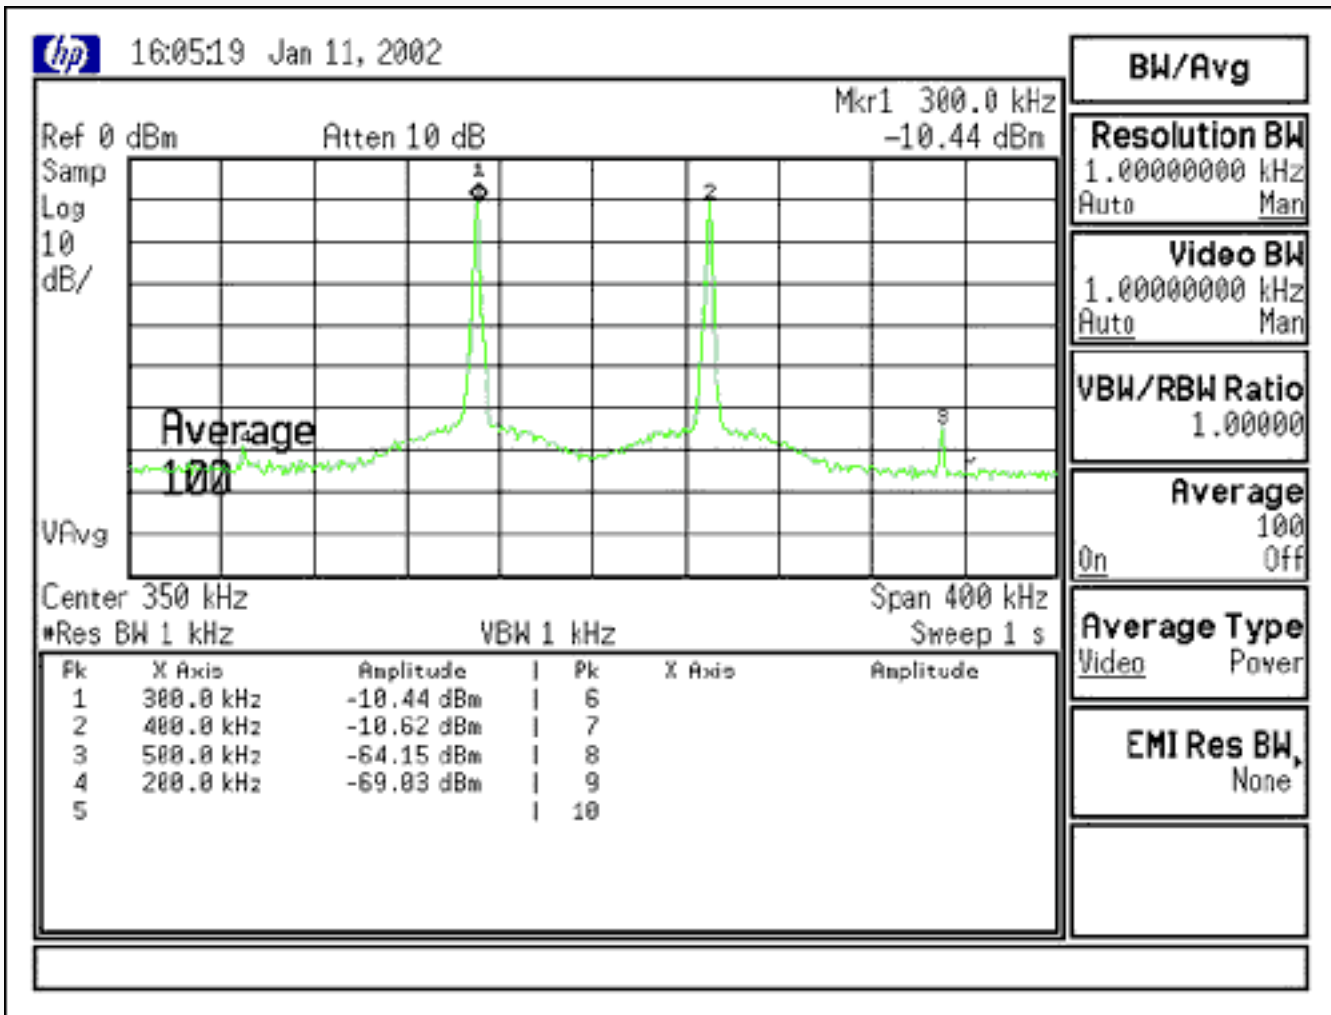 hp 16:05:19 Jan 11, 2002
Mkr1 300.0 kHz
Ref 0 dBm Atten 10 dB -10.44 dBm
Samp
Log
10
dB/
1
2
3
4
Average
100
VAvg
Center 350 kHz Span 400 kHz
#Res BW 1 kHz VBW 1 kHz Sweep 1 s
Pk X Axis Amplitude | Pk X Axis Amplitude
1 300.0 kHz -10.44 dBm | 6
2 400.0 kHz -10.62 dBm | 7
3 500.0 kHz -64.15 dBm | 8
4 200.0 kHz -69.03 dBm | 9
5 | 10
BW/Avg
Resolution BW
1.00000000 kHz
Auto Man
Video BW
1.00000000 kHz
Auto Man
VBW/RBW Ratio
1.00000
Average
100
On Off
Average Type
Video Power
EMI Res BW
None